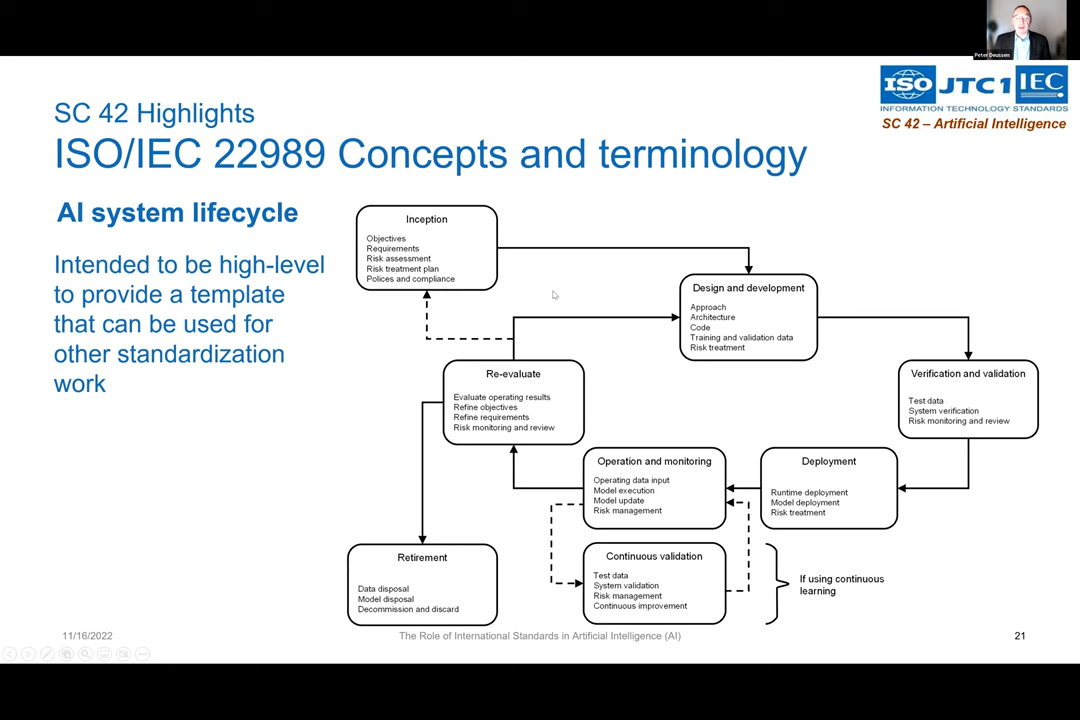 Peter Deussen
ISO JTC1 IEC
INFORMATION TECHNOLOGY STANDARDS
SC 42 – Artificial Intelligence
SC 42 Highlights
ISO/IEC 22989 Concepts and terminology
AI system lifecycle
Intended to be high-level
to provide a template
that can be used for
other standardization
work
Inception
Objectives
Requirements
Risk assessment
Risk treatment plan
Polices and compliance
Design and development
Approach
Architecture
Code
Training and validation data
Risk treatment
Verification and validation
Test data
System verification
Risk monitoring and review
Re-evaluate
Evaluate operating results
Refine objectives
Refine requirements
Risk monitoring and review
Operation and monitoring
Operating data input
Model execution
Model update
Risk management
Deployment
Runtime deployment
Model deployment
Risk treatment
Retirement
Data disposal
Model disposal
Decommission and discard
Continuous validation
Test data
System validation
Risk management
Continuous improvement
If using continuous
learning
11/16/2022
The Role of International Standards in Artificial Intelligence (AI)
21